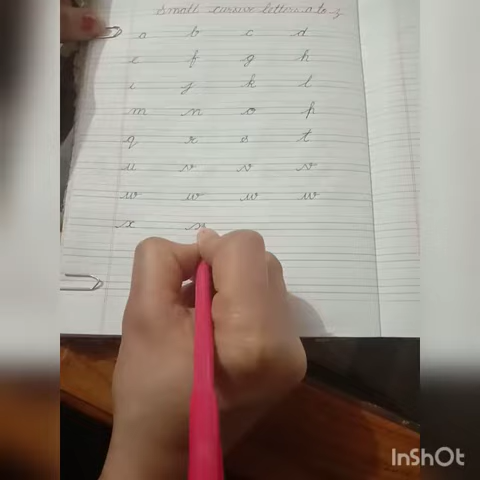 Small cursive letters a to z
a b c d
e f g h
i j k l
m n o p
q r s t
u v v v
w w w w
x
InShOt